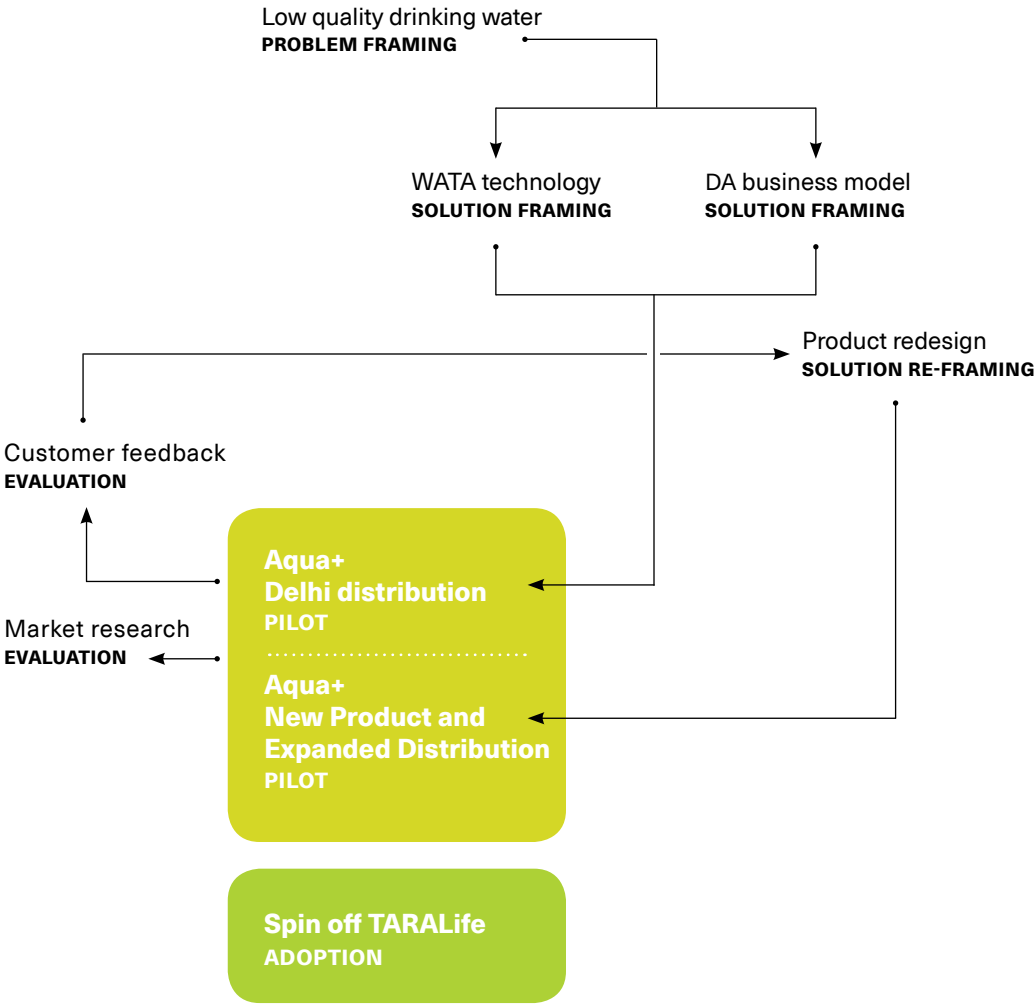 Low quality drinking water
PROBLEM FRAMING
WATA technology
SOLUTION FRAMING
DA business model
SOLUTION FRAMING
Product redesign
SOLUTION RE-FRAMING
Customer feedback
EVALUATION
Aqua+
Delhi distribution
PILOT
Market research
EVALUATION
Aqua+
New Product and
Expanded Distribution
PILOT
Spin off TARALife
ADOPTION